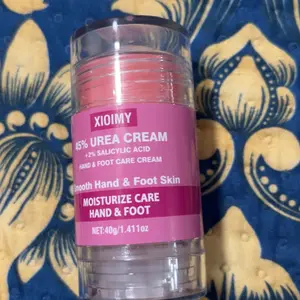 XIOIMY
45% UREA CREAM
+2% SALICYLIC ACID
HAND & FOOT CARE CREAM
Smooth Hand & Foot Skin
MOISTURIZE CARE
HAND & FOOT
NET:40g/1.411oz